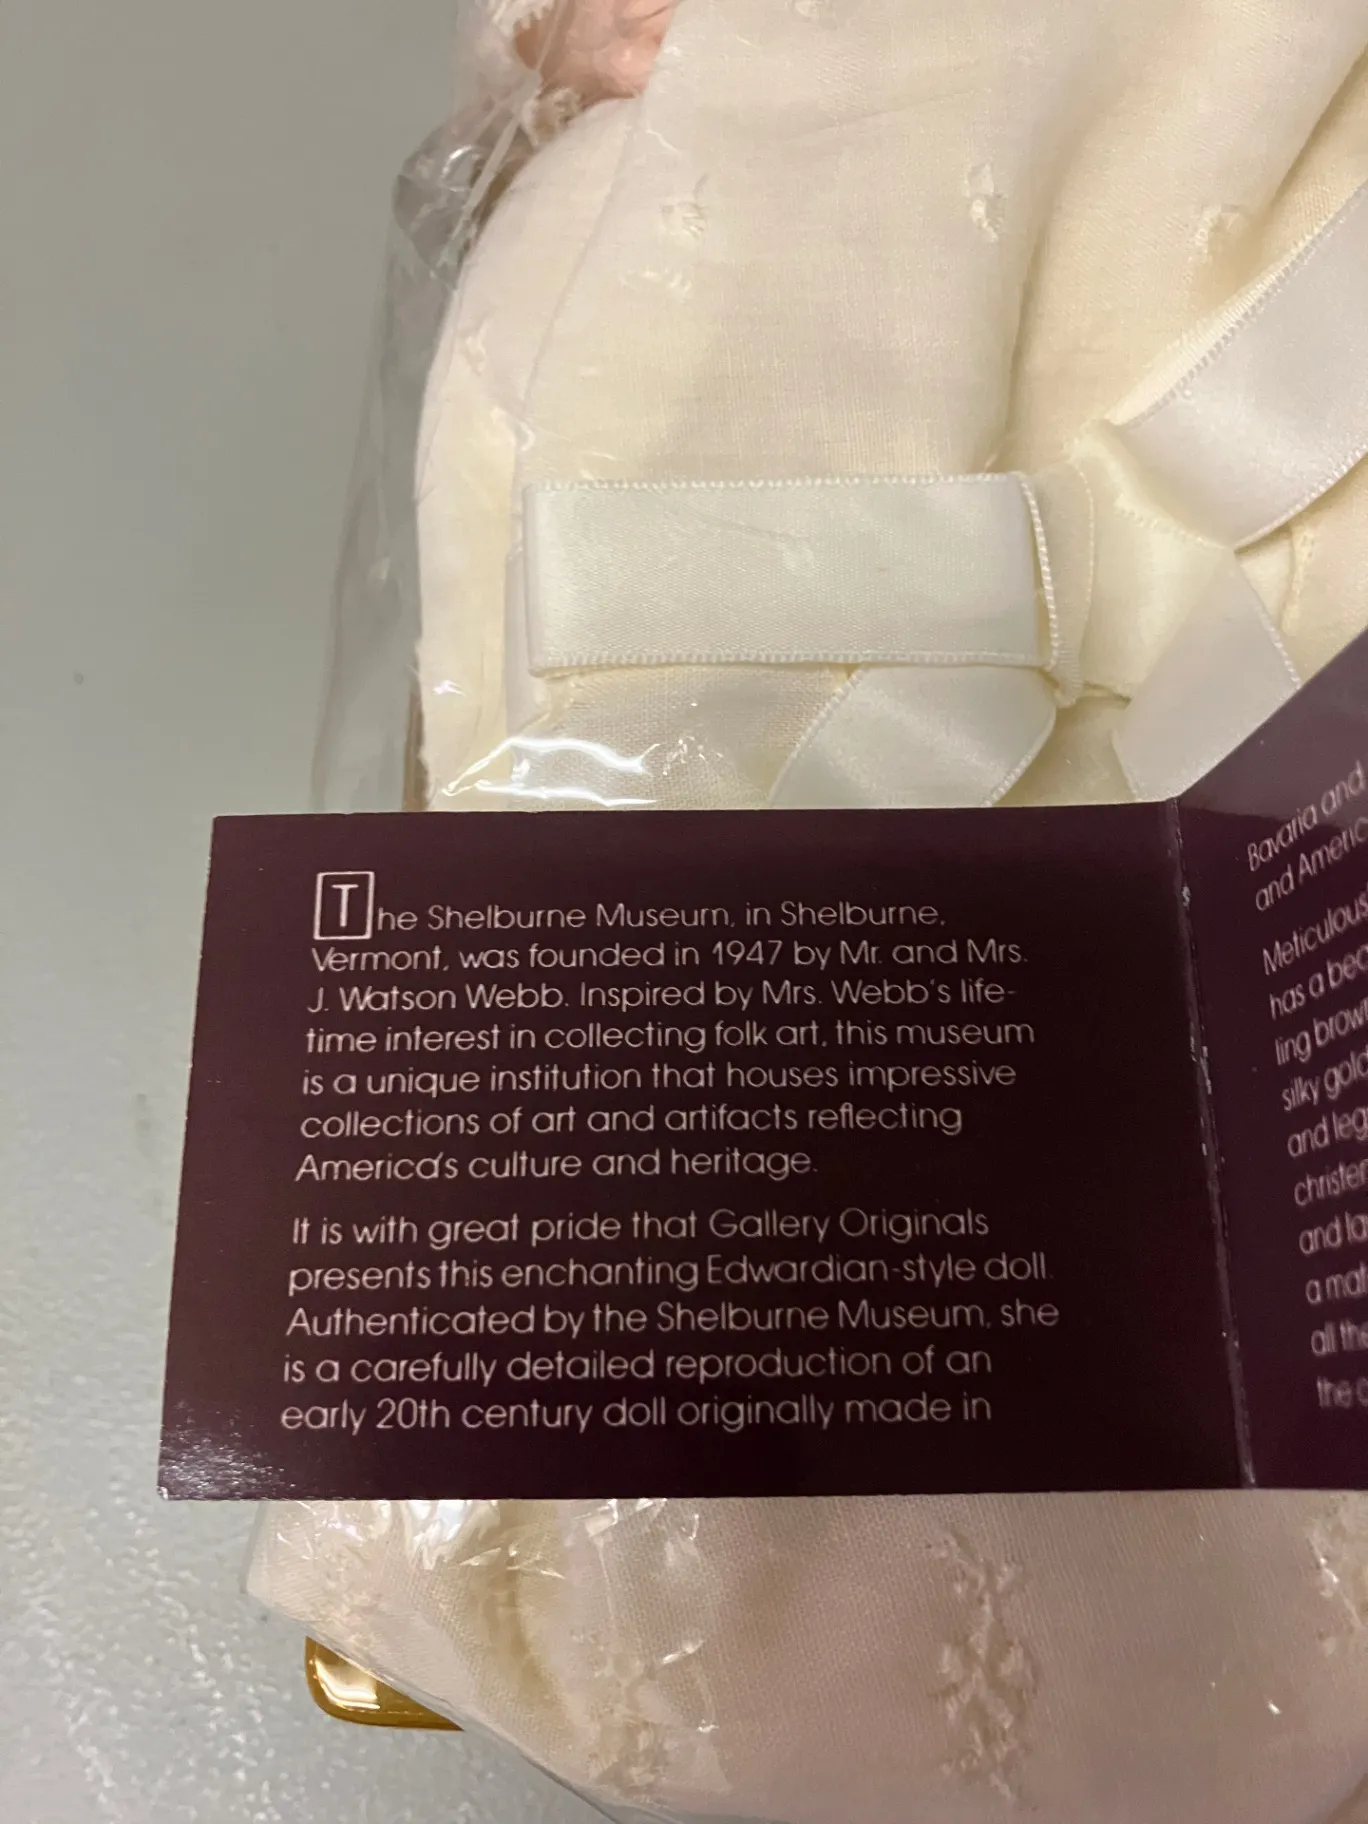 The Shelburne Museum, in Shelburne,
Vermont, was founded in 1947 by Mr. and Mrs.
J. Watson Webb. Inspired by Mrs. Webb's life-
time interest in collecting folk art, this museum
is a unique institution that houses impressive
collections of art and artifacts reflecting
America's culture and heritage.
It is with great pride that Gallery Originals
presents this enchanting Edwardian-style doll.
Authenticated by the Shelburne Museum, she
is a carefully detailed reproduction of an
early 20th century doll originally made in
Bavaria and
and Americ
Meticulous
has a bea
ling brow
silky gold
and leg
christen
and la
a mat
all the
the